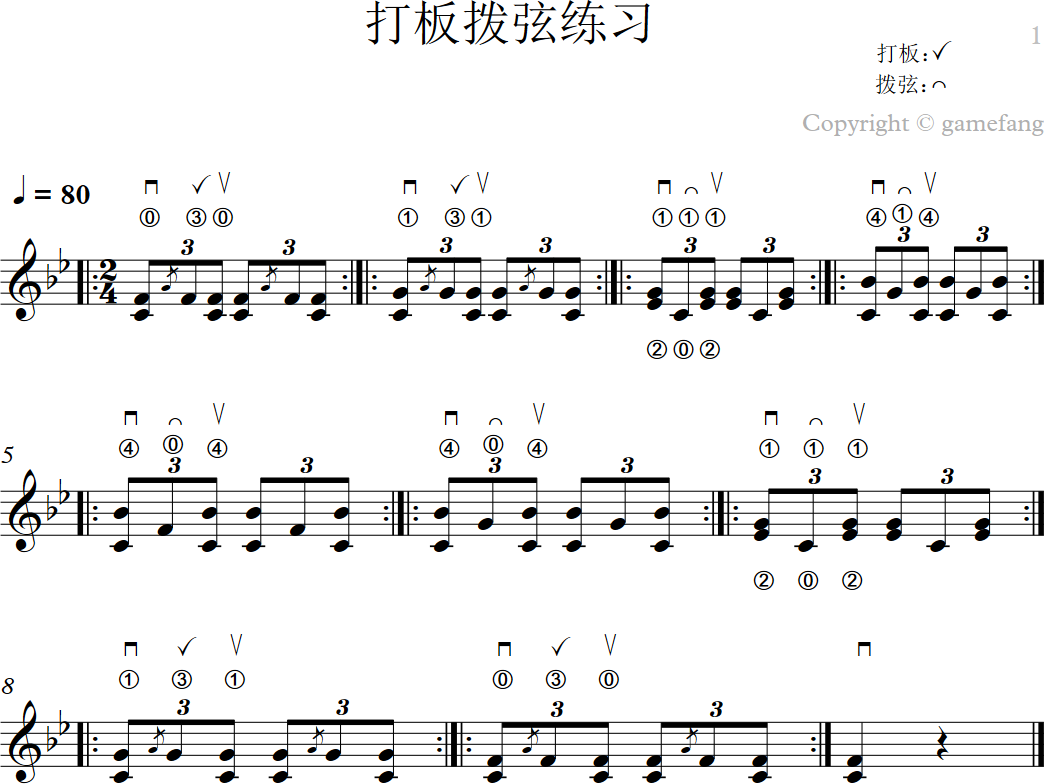 打板拨弦练习
1
打板:✓
拨弦:⌒
Copyright © gamefang
♩ = 80
⓪ ③ ⓪ ① ③ ① ① ① ① ④ ① ④
3 3 3 3 3 3 3 3
2
4
② ⓪ ②
5
④ ⓪ ④ ④ ⓪ ④ ① ① ①
3 3 3 3 3 3
② ⓪ ②
8
① ③ ① ⓪ ③ ⓪
3 3 3 3